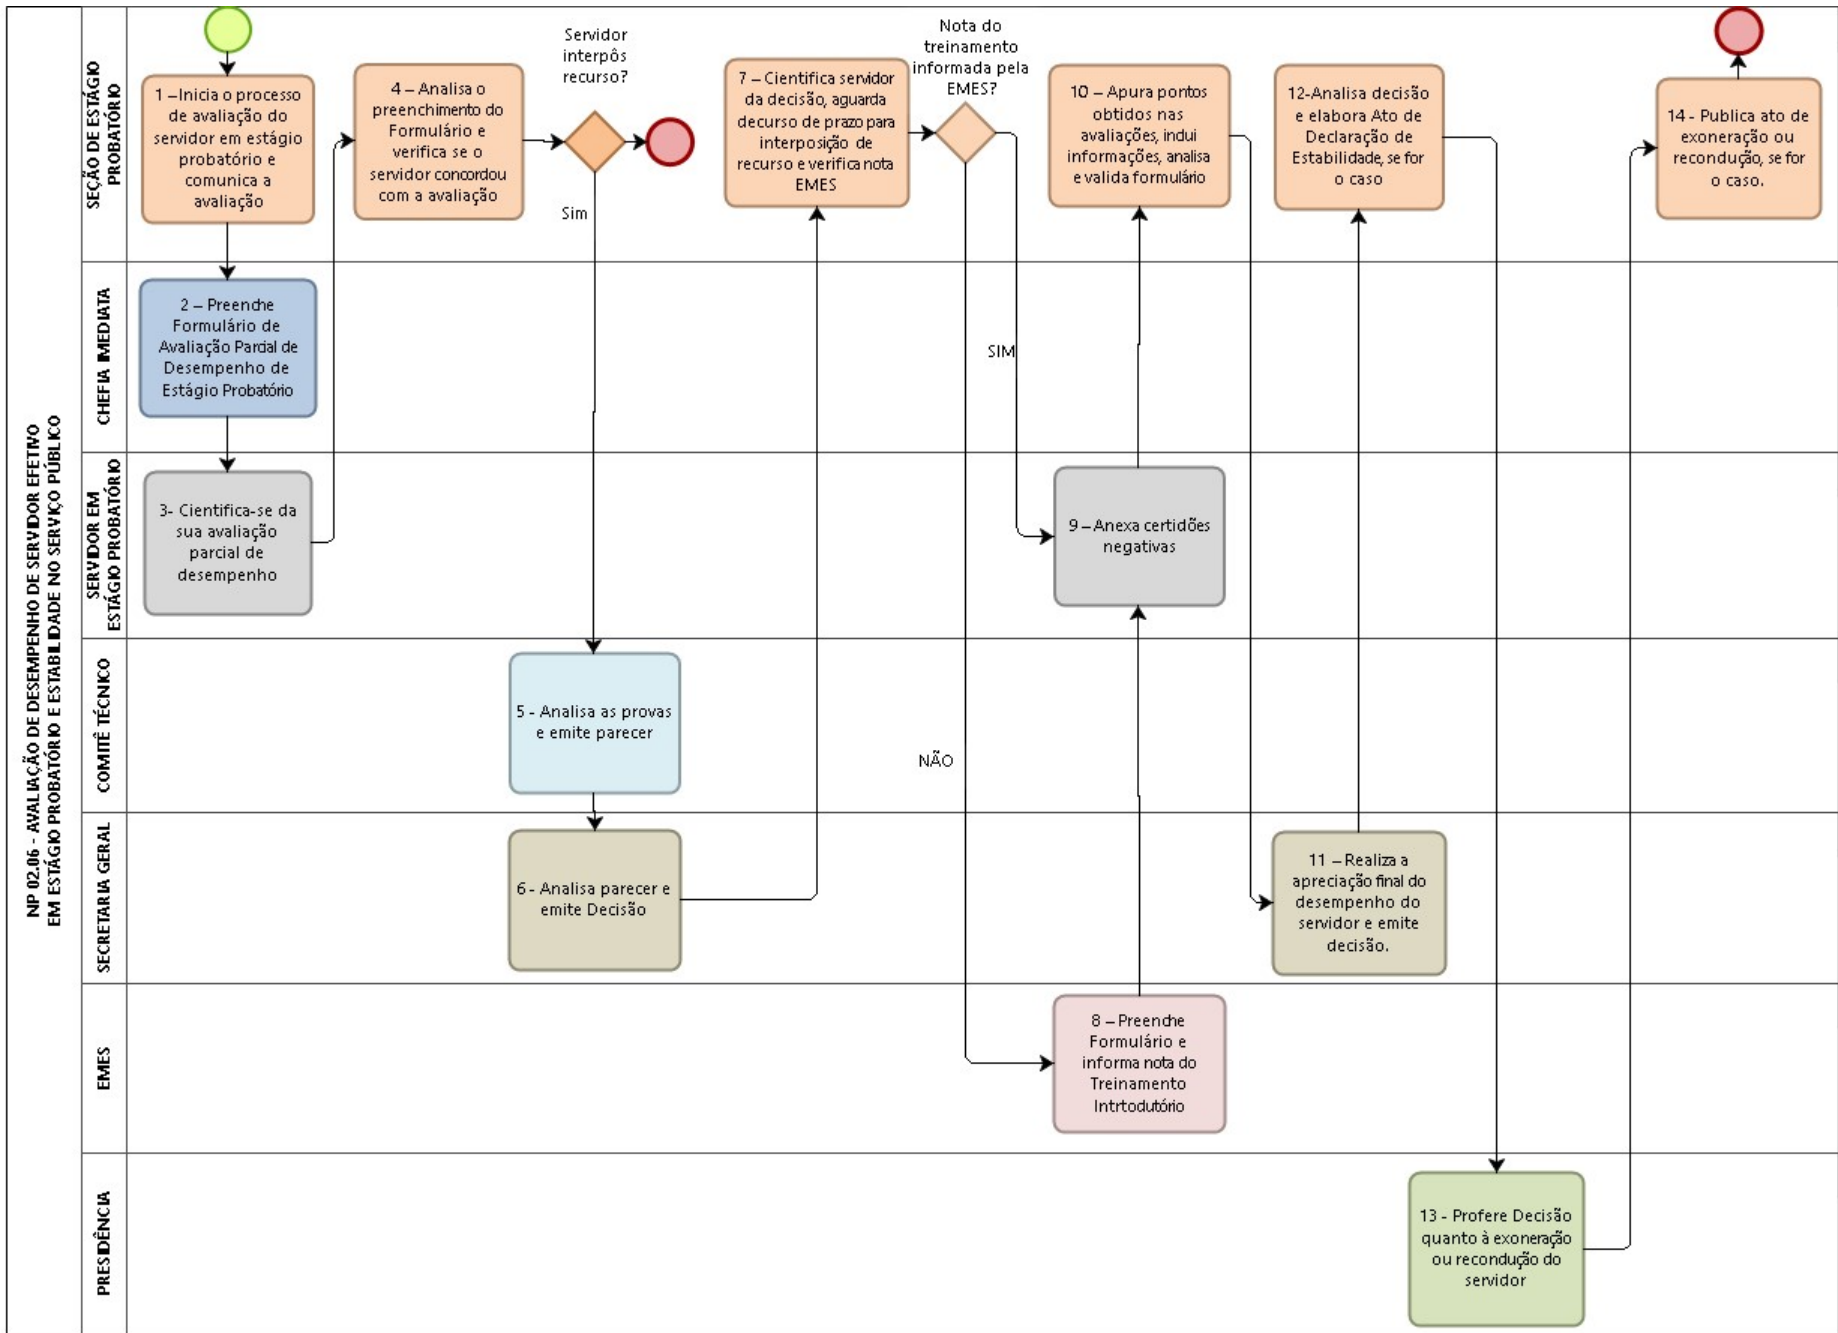 NP 02.06 - AVALIAÇÃO DE DESEMPENHO DE SERVIDOR EFETIVO
EM ESTÁGIO PROBATÓRIO E ESTABILIDADE NO SERVIÇO PÚBLICO
SEÇÃO DE ESTÁGIO
PROBATÓRIO
1 –Inicia o processo
de avaliação do
servidor em estágio
probatório e
comunica a
avaliação
4 – Analisa o
preenchimento do
Formulário e
verifica se o
servidor concordou
com a avaliação
Servidor
interpôs
recurso?
Sim
7 – Cientifica servidor
da decisão, aguarda
decurso de prazo para
interposição de
recurso e verifica nota
EMES
Nota do
treinamento
informada pela
EMES?
SIM
NÃO
10 – Apura pontos
obtidos nas
avaliações, inclui
informações, analisa
e valida formulário
12-Analisa decisão
e elabora Ato de
Declaração de
Estabilidade, se for
o caso
14 - Publica ato de
exoneração ou
recondução, se for
o caso.
CHEFIA IMEDIATA
2 – Preenche
Formulário de
Avaliação Parcial de
Desempenho de
Estágio Probatório
SERVIDOR EM
ESTÁGIO PROBATÓRIO
3- Cientifica-se da
sua avaliação
parcial de
desempenho
9 – Anexa certidões
negativas
COMITÊ TÉCNICO
5 - Analisa as provas
e emite parecer
SECRETARIA GERAL
6 - Analisa parecer e
emite Decisão
11 – Realiza a
apreciação final do
desempenho do
servidor e emite
decisão.
EMES
8 – Preenche
Formulário e
informa nota do
Treinamento
Intrtodutório
PRESIDÊNCIA
13 - Profere Decisão
quanto à exoneração
ou recondução do
servidor